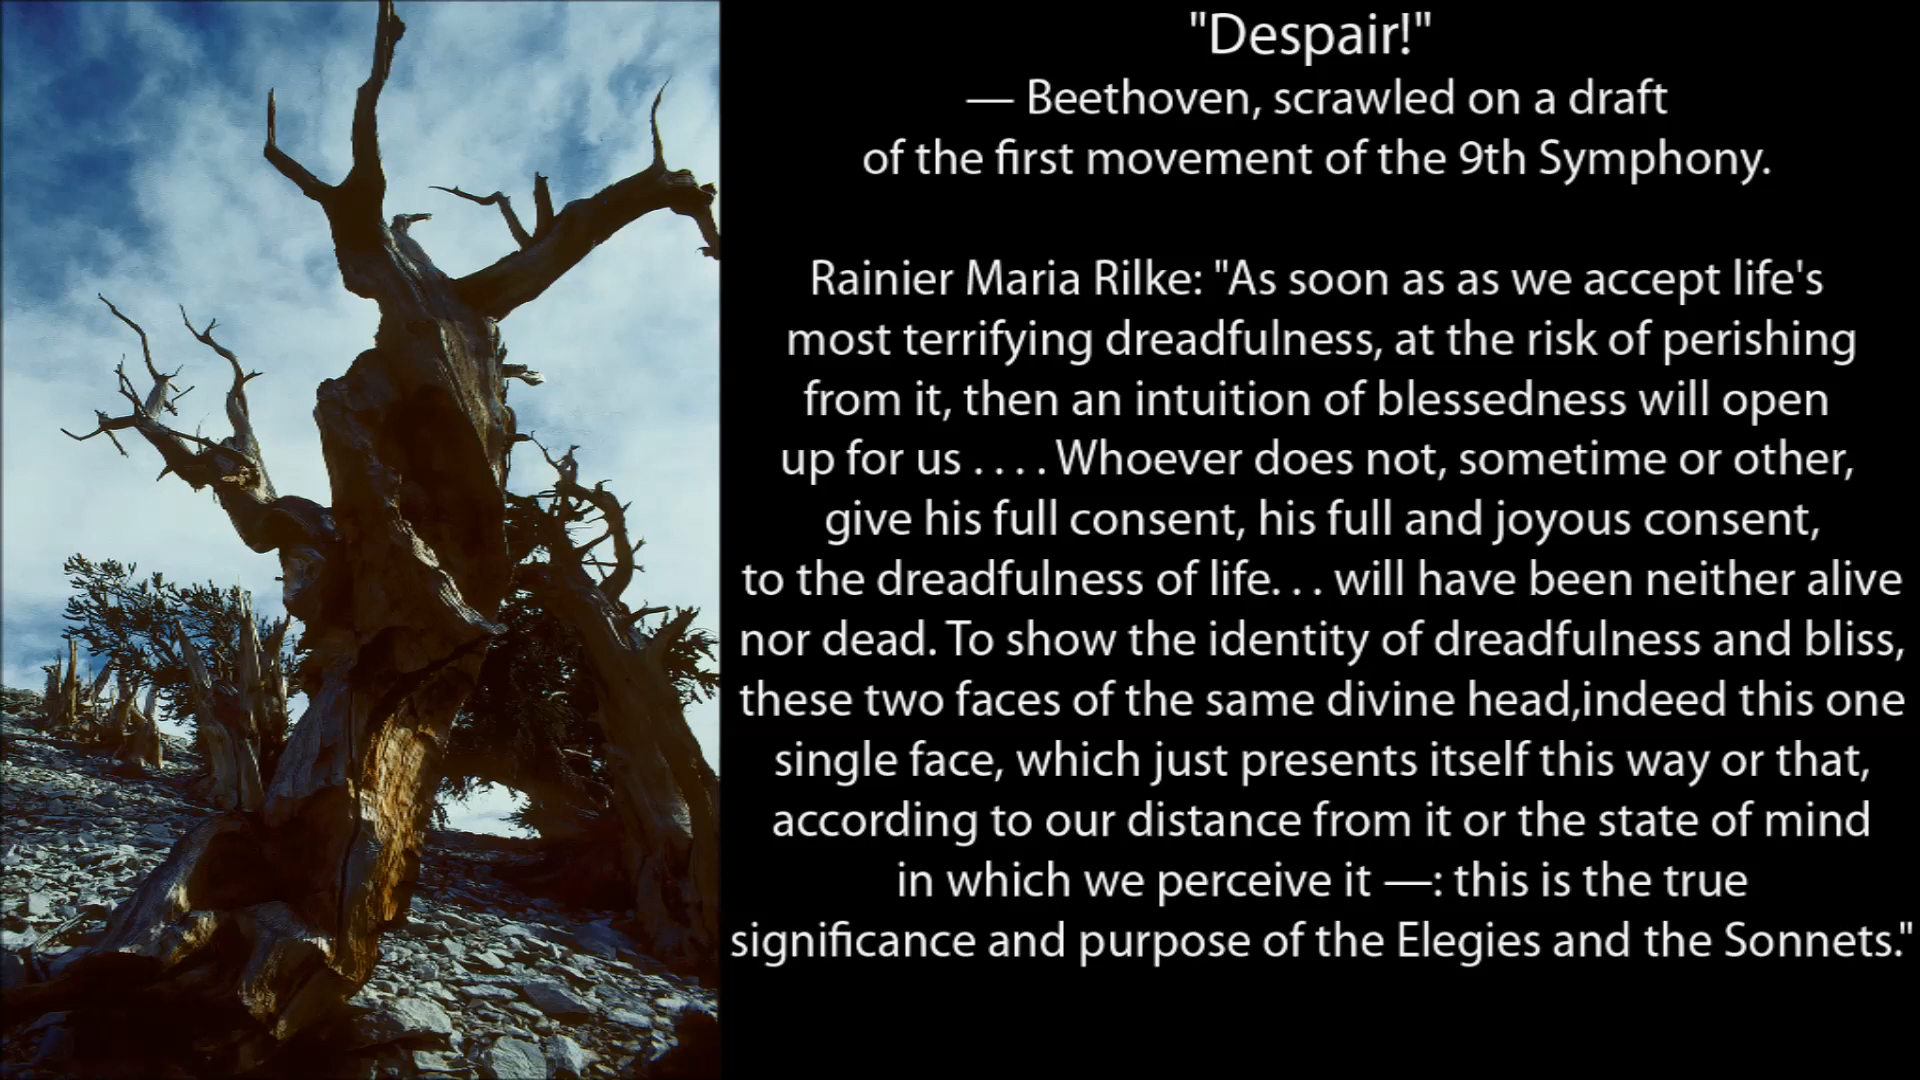 "Despair!"
— Beethoven, scrawled on a draft
of the first movement of the 9th Symphony.
Rainier Maria Rilke: "As soon as as we accept life's
most terrifying dreadfulness, at the risk of perishing
from it, then an intuition of blessedness will open
up for us . . . . Whoever does not, sometime or other,
give his full consent, his full and joyous consent,
to the dreadfulness of life. . . will have been neither alive
nor dead. To show the identity of dreadfulness and bliss,
these two faces of the same divine head,indeed this one
single face, which just presents itself this way or that,
according to our distance from it or the state of mind
in which we perceive it —: this is the true
significance and purpose of the Elegies and the Sonnets."